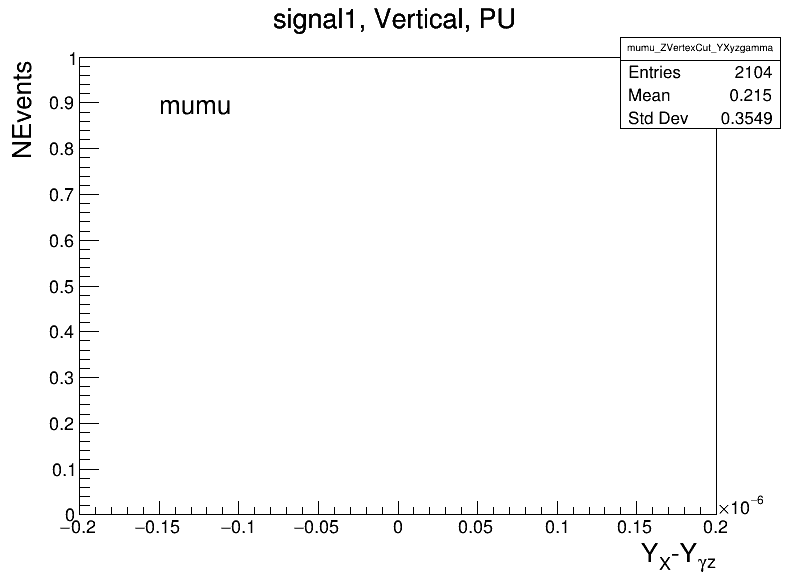 signal1, Vertical, PU
mumu_ZVertexCut_YXyzgamma
Entries 2104
Mean 0.215
Std Dev 0.3549
NEvents
mumu
1
0.9
0.8
0.7
0.6
0.5
0.4
0.3
0.2
0.1
0
−0.2 −0.15 −0.1 −0.05 0 0.05 0.1 0.15 0.2
×10⁻⁶
Y_X-Y_γz